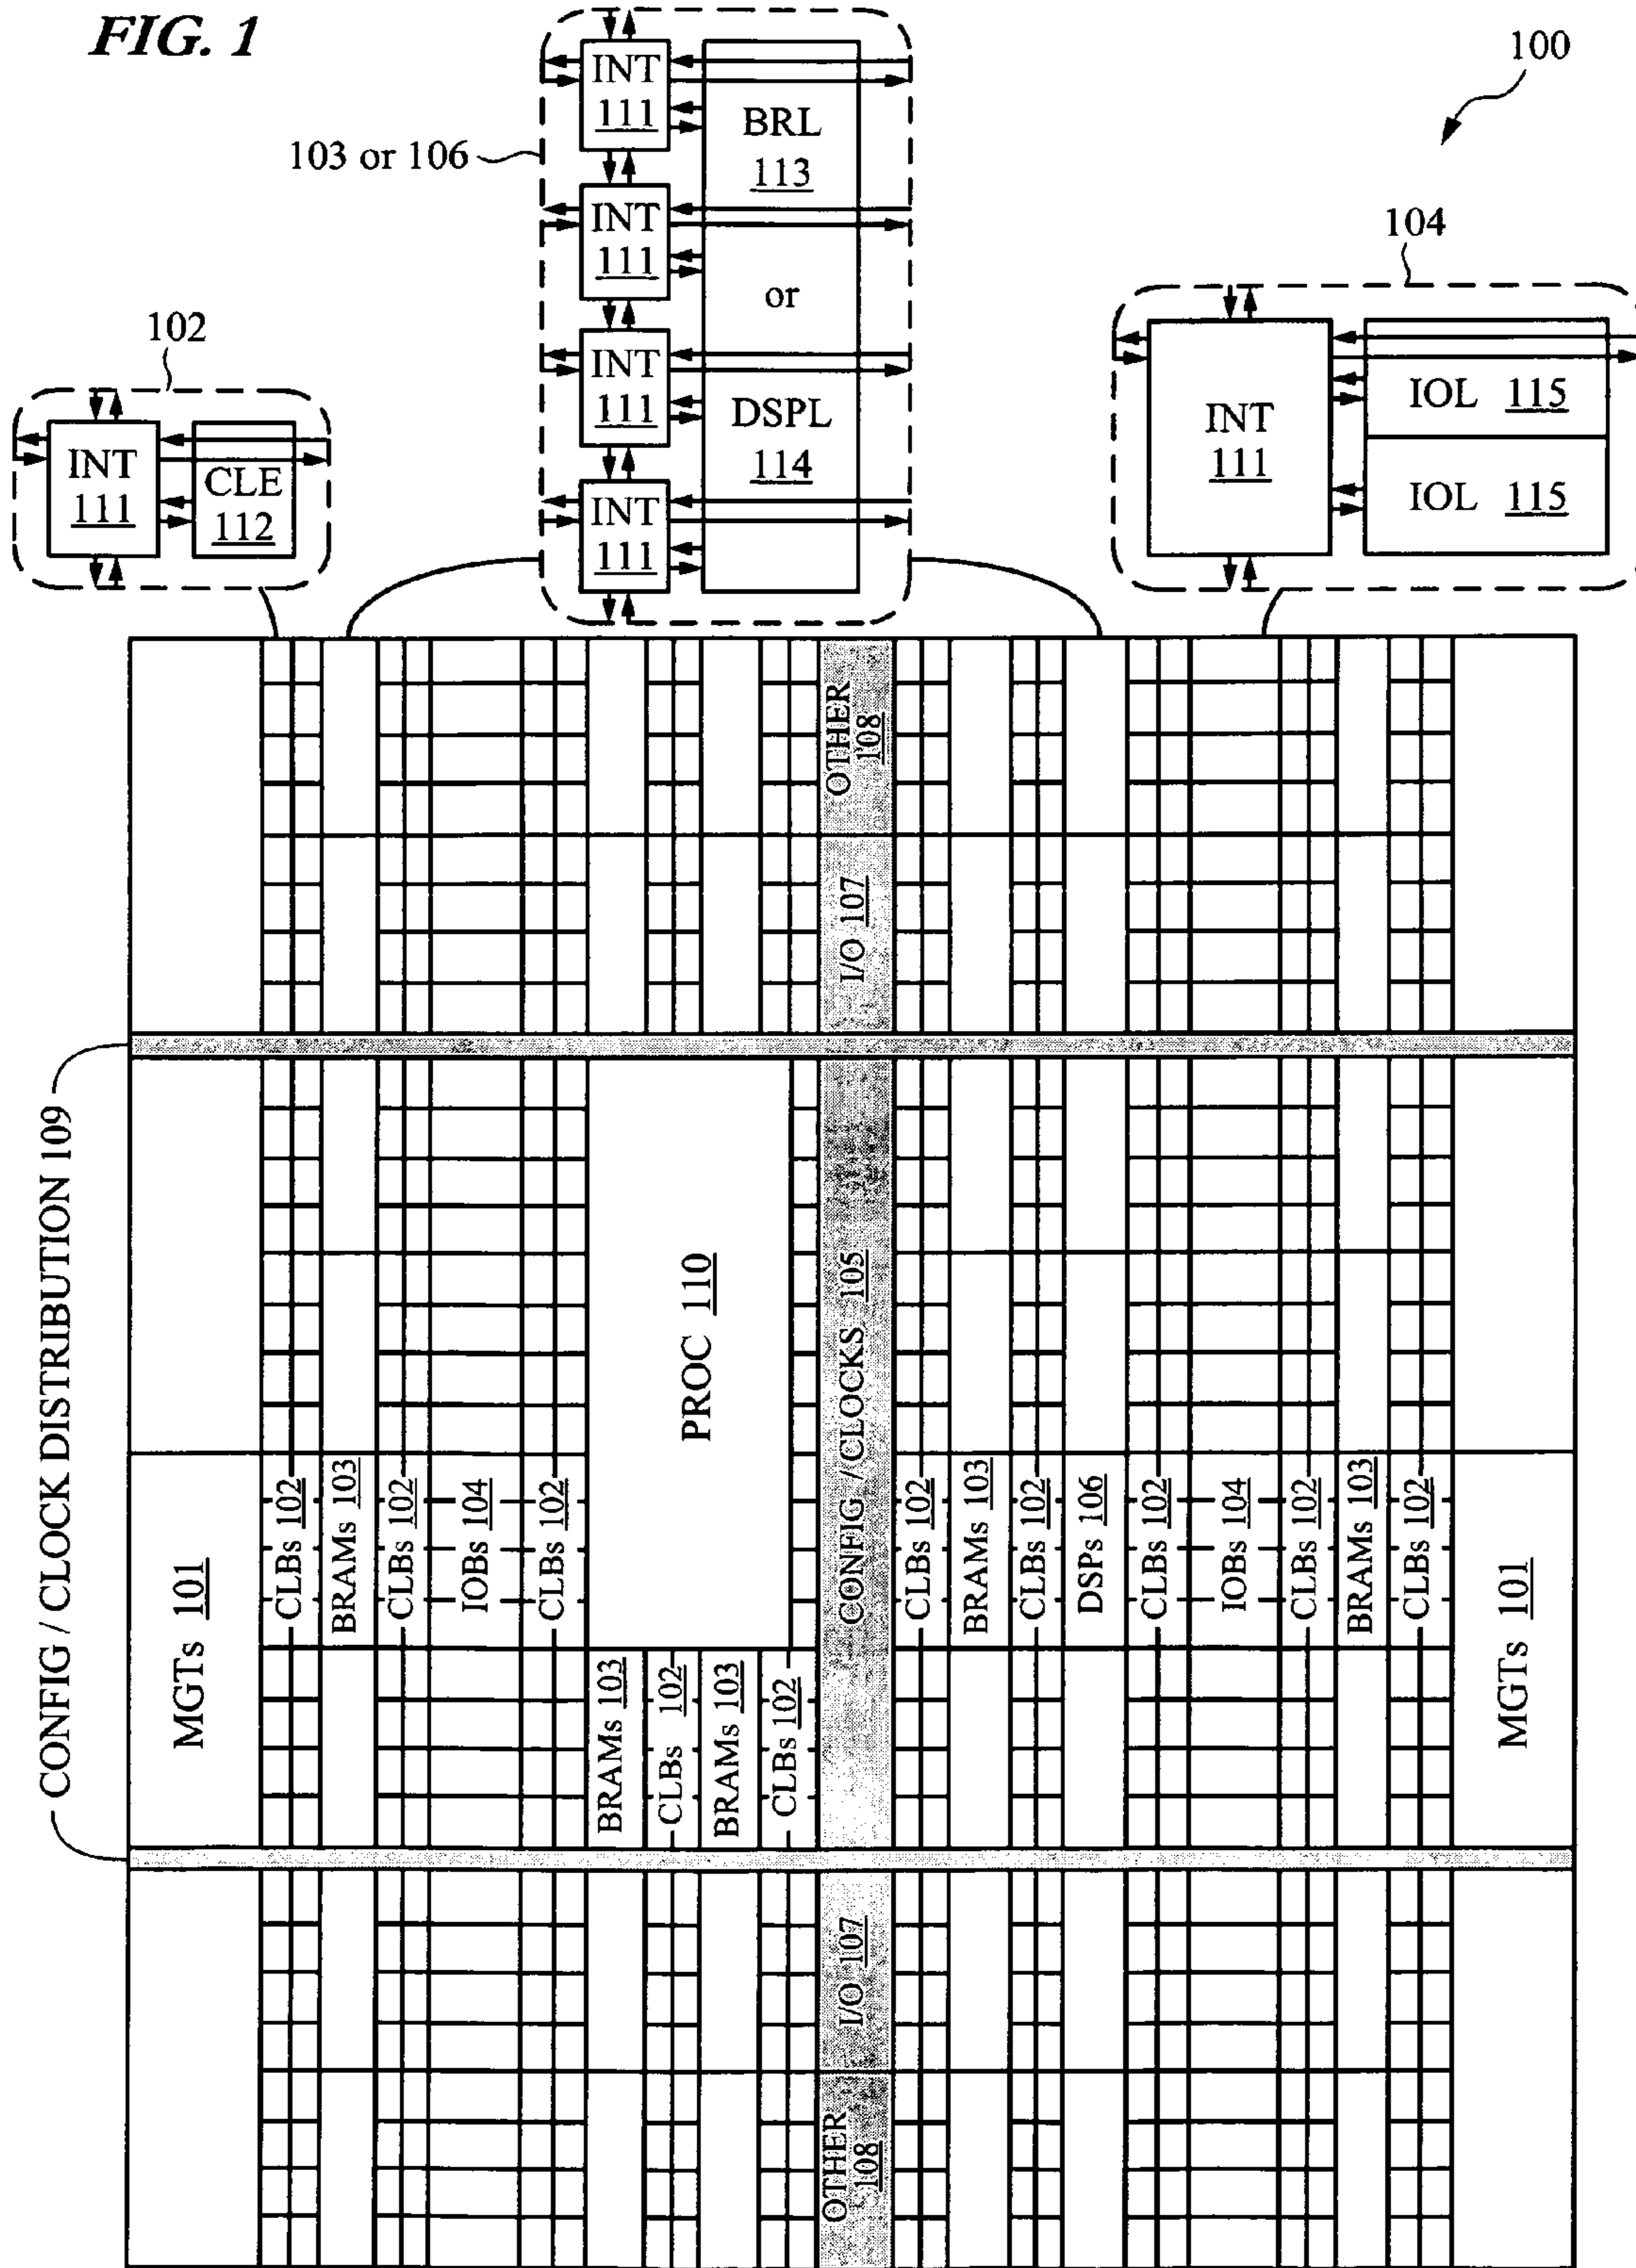 FIG. 1
100
103 or 106
INT
111
INT
111
INT
111
INT
111
BRL
113
or
DSPL
114
104
INT
111
IOL 115
IOL 115
102
INT
111
CLE
112
CONFIG / CLOCK DISTRIBUTION 109
OTHER
108
I/O 107
PROC 110
CONFIG / CLOCKS 105
MGTs 101
CLBs 102
BRAMs 103
CLBs 102
IOBs 104
CLBs 102
BRAMs 103
CLBs 102
BRAMs 103
CLBs 102
CLBs 102
BRAMs 103
CLBs 102
DSPs 106
CLBs 102
IOBs 104
CLBs 102
BRAMs 103
CLBs 102
MGTs 101
I/O 107
OTHER
108